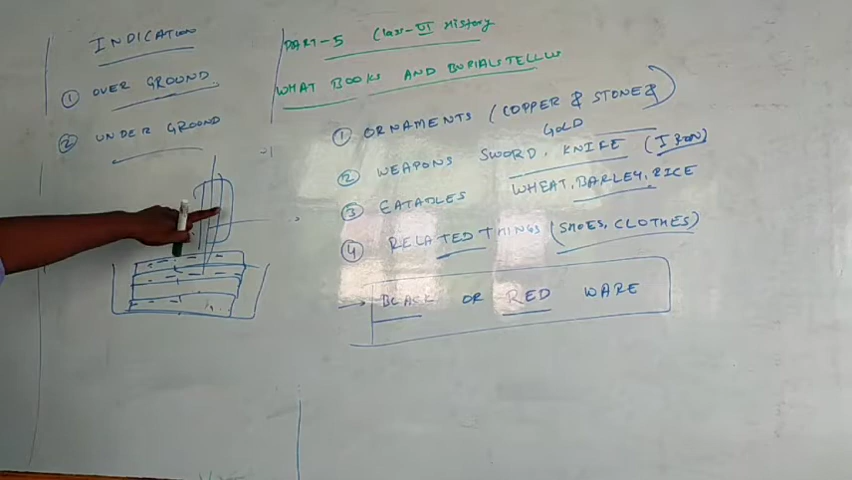 INDICATION
① OVER GROUND
② UNDER GROUND
PART-5 Class-VI History
WHAT BOOKS AND BURIALS TELL US
① ORNAMENTS (COPPER & STONE &)
GOLD
② WEAPONS SWORD, KNIFE (IRON)
③ EATABLES WHEAT, BARLEY, RICE
④ RELATED THINGS (SHOES, CLOTHES)
→ BLACK OR RED WARE